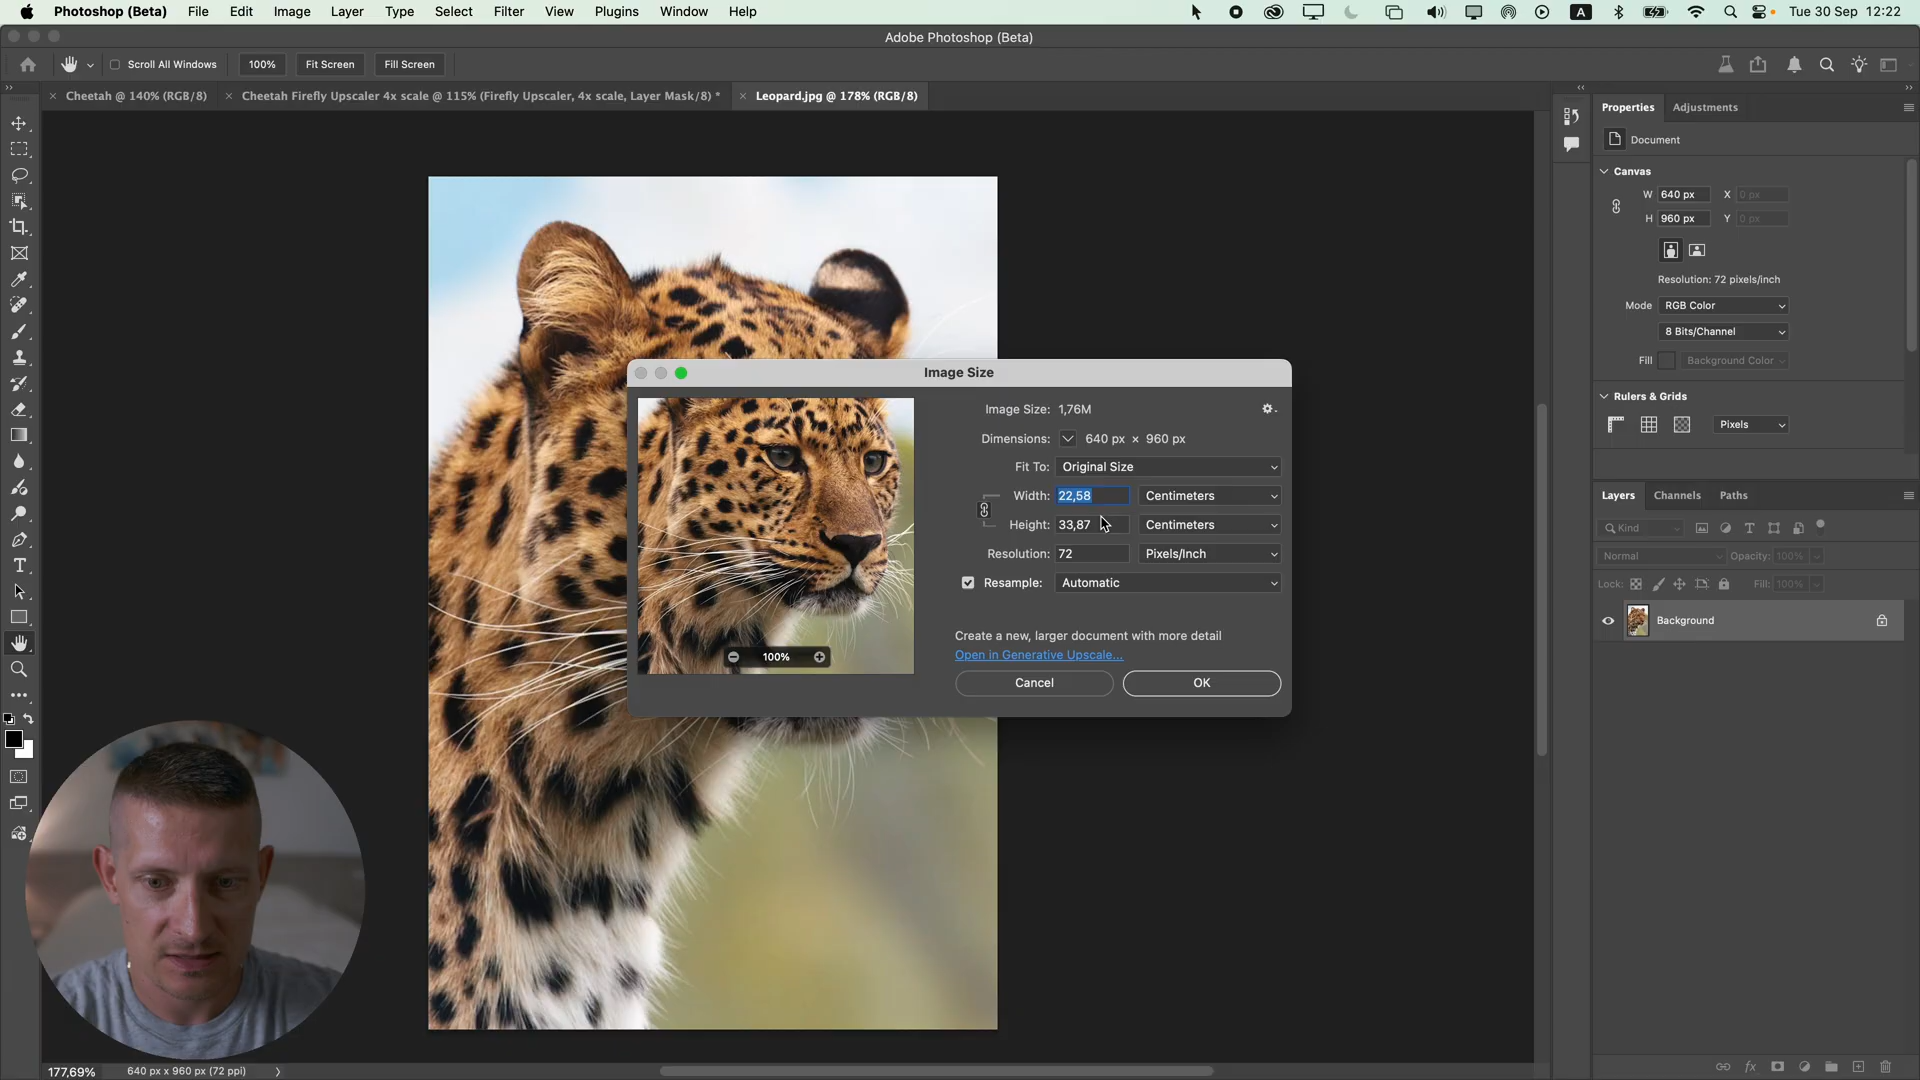 Photoshop (Beta) File Edit Image Layer Type Select Filter View Plugins Window Help A Tue 30 Sep 12:22
Adobe Photoshop (Beta)
Scroll All Windows 100% Fit Screen Fill Screen
Cheetah @ 140% (RGB/8) Cheetah Firefly Upscaler 4x scale @ 115% (Firefly Upscaler, 4x scale, Layer Mask/8) * Leopard.jpg @ 178% (RGB/8)
Properties Adjustments
Document
Canvas
W 640 px X 0 px
H 960 px Y 0 px
Resolution: 72 pixels/inch
Mode RGB Color
8 Bits/Channel
Fill Background Color
Rulers & Grids
Pixels
Layers Channels Paths
Kind
Normal Opacity: 100%
Lock: Fill: 100%
Background
Image Size
Image Size: 1,76M
Dimensions: 640 px × 960 px
Fit To: Original Size
Width: 22,58 Centimeters
Height: 33,87 Centimeters
Resolution: 72 Pixels/Inch
Resample: Automatic
Create a new, larger document with more detail
Open in Generative Upscale...
100%
Cancel OK
177,69% 640 px x 960 px (72 ppi)